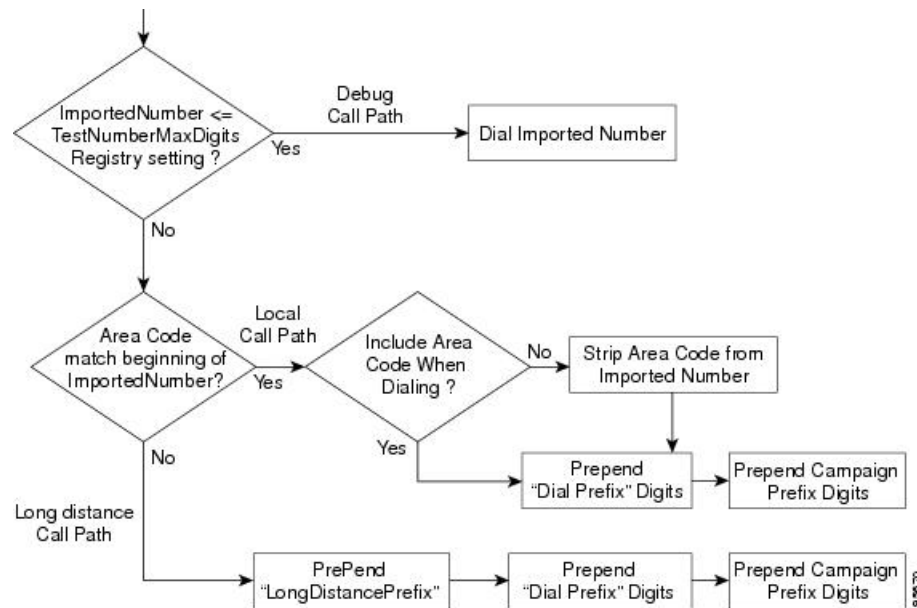 ImportedNumber <=
TestNumberMaxDigits
Registry setting ?
Debug
Call Path
Yes
Dial Imported Number
No
Area Code
match beginning of
ImportedNumber?
Local
Call Path
Yes
Include Area
Code When
Dialing ?
No
Strip Area Code from
Imported Number
Yes
Prepend
“Dial Prefix” Digits
Prepend Campaign
Prefix Digits
No
Long distance
Call Path
PrePend
“LongDistancePrefix”
Prepend
“Dial Prefix” Digits
Prepend Campaign
Prefix Digits